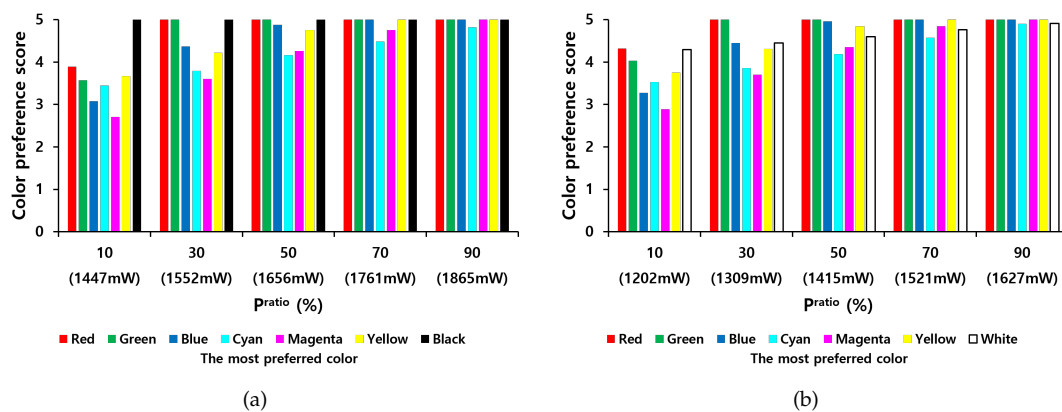 Color preference score
5
4
3
2
1
0
10 30 50 70 90
(1447mW) (1552mW) (1656mW) (1761mW) (1865mW)
Pratio (%)
Red Green Blue Cyan Magenta Yellow Black
The most preferred color
(a)
Color preference score
5
4
3
2
1
0
10 30 50 70 90
(1202mW) (1309mW) (1415mW) (1521mW) (1627mW)
Pratio (%)
Red Green Blue Cyan Magenta Yellow White
The most preferred color
(b)